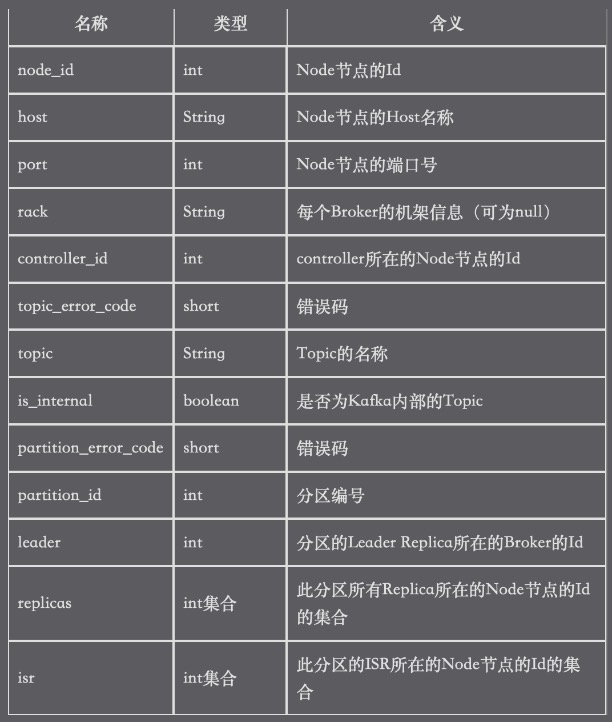 名称 类型 含义
node_id int Node节点的Id
host String Node节点的Host名称
port int Node节点的端口号
rack String 每个Broker的机架信息（可为null）
controller_id int controller所在的Node节点的Id
topic_error_code short 错误码
topic String Topic的名称
is_internal boolean 是否为Kafka内部的Topic
partition_error_code short 错误码
partition_id int 分区编号
leader int 分区的Leader Replica所在的Broker的Id
replicas int集合 此分区所有Replica所在的Node节点的Id
的集合
isr int集合 此分区的ISR所在的Node节点的Id的集
合